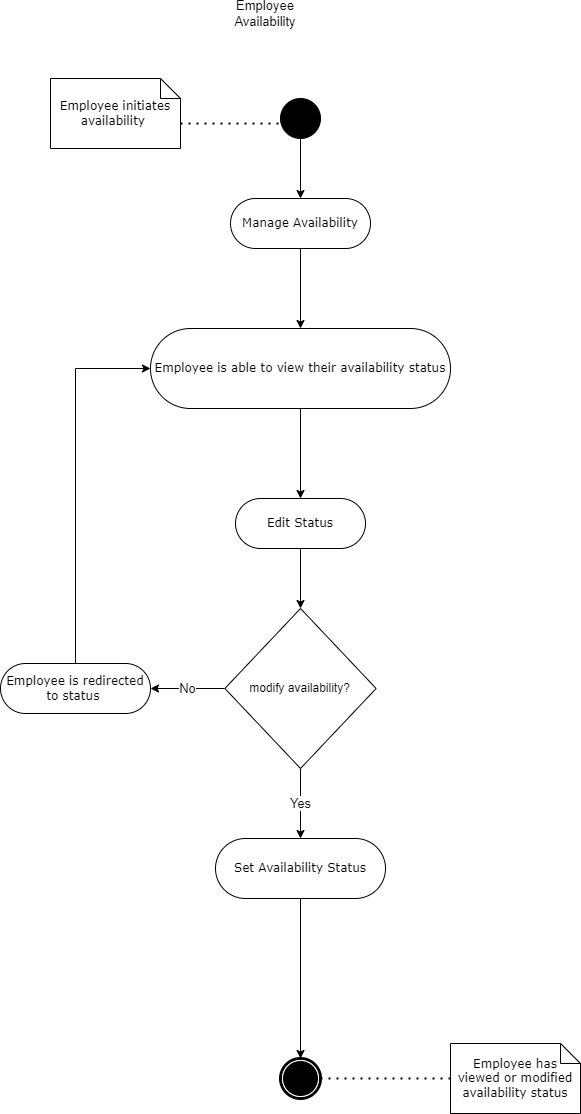 Employee
Availability
Employee initiates
availability
Manage Availability
Employee is able to view their availability status
Edit Status
modify availability?
No
Employee is redirected
to status
Yes
Set Availability Status
Employee has
viewed or modified
availability status